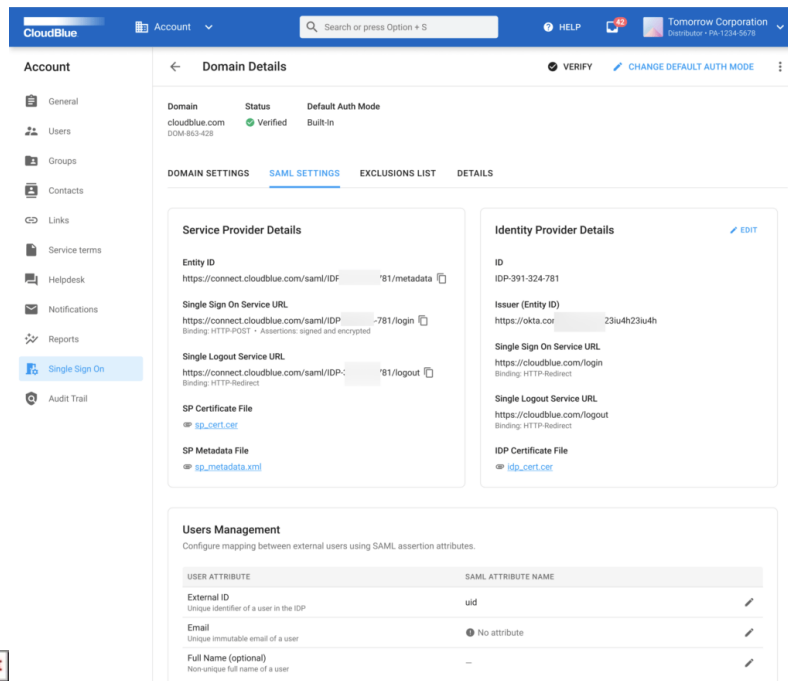 CloudBlue
Account
Search or press Option + S
HELP
42
Tomorrow Corporation
Distributor • PA-1234-5678
Account
General
Users
Groups
Contacts
Links
Service terms
Helpdesk
Notifications
Reports
Single Sign On
Audit Trail
Domain Details
VERIFY
CHANGE DEFAULT AUTH MODE
Domain Status Default Auth Mode
cloudblue.com Verified Built-In
DOM-863-428
DOMAIN SETTINGS SAML SETTINGS EXCLUSIONS LIST DETAILS
Service Provider Details
Entity ID
https://connect.cloudblue.com/saml/IDP 781/metadata
Single Sign On Service URL
https://connect.cloudblue.com/saml/IDP -781/login
Binding: HTTP-POST • Assertions: signed and encrypted
Single Logout Service URL
https://connect.cloudblue.com/saml/IDP- 781/logout
Binding: HTTP-Redirect
SP Certificate File
sp_cert.cer
SP Metadata File
sp_metadata.xml
Identity Provider Details
EDIT
ID
IDP-391-324-781
Issuer (Entity ID)
https://okta.com 23iu4h23iu4h
Single Sign On Service URL
https://cloudblue.com/login
Binding: HTTP-Redirect
Single Logout Service URL
https://cloudblue.com/logout
Binding: HTTP-Redirect
IDP Certificate File
idp_cert.cer
Users Management
Configure mapping between external users using SAML assertion attributes.
USER ATTRIBUTE SAML ATTRIBUTE NAME
External ID
Unique identifier of a user in the IDP
uid
Email
Unique immutable email of a user
No attribute
Full Name (optional)
Non-unique full name of a user
–